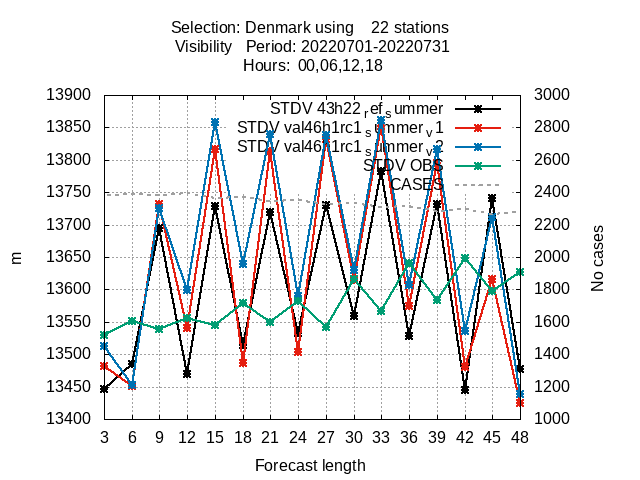 Selection: Denmark using 22 stations
Visibility Period: 20220701-20220731
Hours: 00,06,12,18
STDV 43h22ref summer
STDV val46h1rc1 summer v1
STDV val46h1rc1 summer v2
STDV OBS
CASES
13900
13850
13800
13750
13700
13650
13600
13550
13500
13450
13400
m
3000
2800
2600
2400
2200
2000
1800
1600
1400
1200
1000
No cases
3 6 9 12 15 18 21 24 27 30 33 36 39 42 45 48
Forecast length